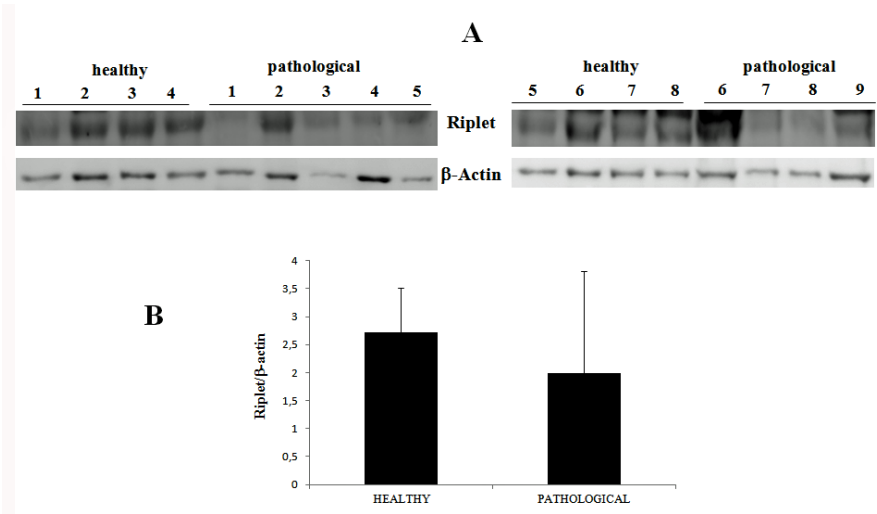 A
healthy pathological healthy pathological
1 2 3 4 1 2 3 4 5 5 6 7 8 6 7 8 9
Riplet
β-Actin
B
4
3,5
3
2,5
2
1,5
1
0,5
0
Riplet/β-actin
HEALTHY PATHOLOGICAL